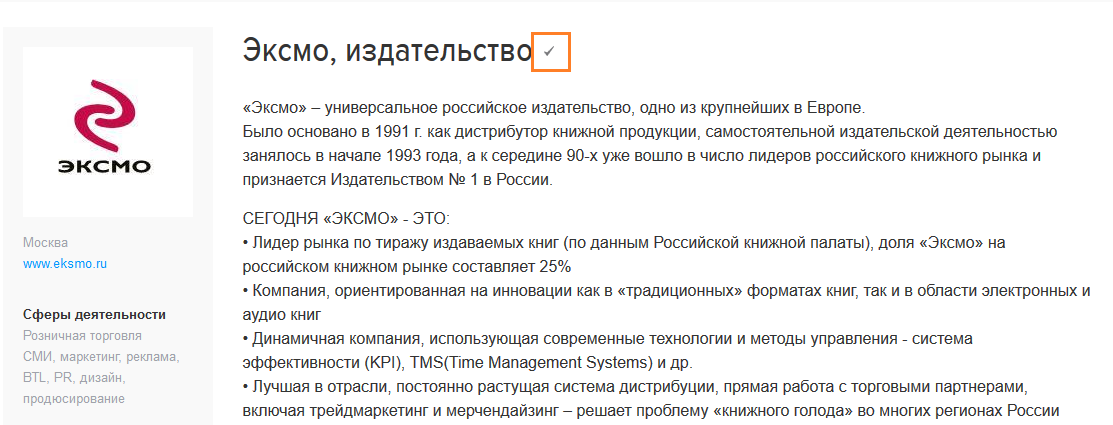 Эксмо, издательство
ЭКСМО
«Эксмо» – универсальное российское издательство, одно из крупнейших в Европе.
Было основано в 1991 г. как дистрибутор книжной продукции, самостоятельной издательской деятельностью
занялось в начале 1993 года, а к середине 90-х уже вошло в число лидеров российского книжного рынка и
признается Издательством № 1 в России.
СЕГОДНЯ «ЭКСМО» - ЭТО:
• Лидер рынка по тиражу издаваемых книг (по данным Российской книжной палаты), доля «Эксмо» на
российском книжном рынке составляет 25%
• Компания, ориентированная на инновации как в «традиционных» форматах книг, так и в области электронных и
аудио книг
• Динамичная компания, использующая современные технологии и методы управления - система
эффективности (KPI), TMS(Time Management Systems) и др.
• Лучшая в отрасли, постоянно растущая система дистрибуции, прямая работа с торговыми партнерами,
включая трейдмаркетинг и мерчендайзинг – решает проблему «книжного голода» во многих регионах России
Москва
www.eksmo.ru
Сферы деятельности
Розничная торговля
СМИ, маркетинг, реклама,
BTL, PR, дизайн,
продюсирование